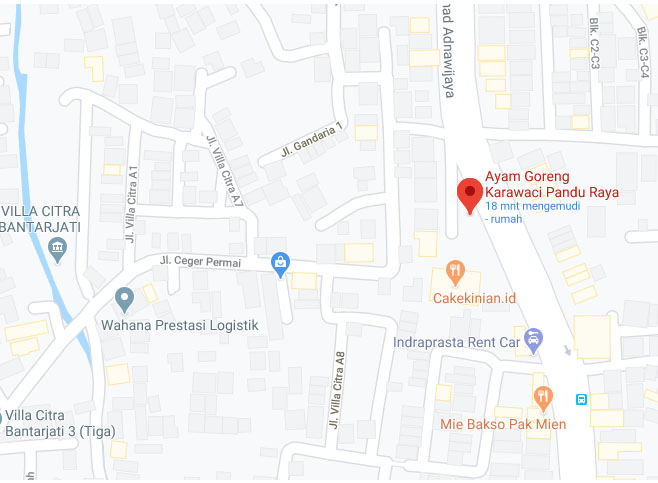 nad Adnawijaya
Blk. C2-C3
Blk. C3-C4
Jl. Gandaria 1
Jl. Villa Citra A7
Jl. Villa Citra A1
Ayam Goreng
Karawaci Pandu Raya
18 mnt mengemudi
- rumah
VILLA CITRA
BANTARJATI
Jl. Ceger Permai
Cakekinian.id
Wahana Prestasi Logistik
Indraprasta Rent Car
Jl. Villa Citra A8
Villa Citra
Bantarjati 3 (Tiga)
Mie Bakso Pak Mien
ah